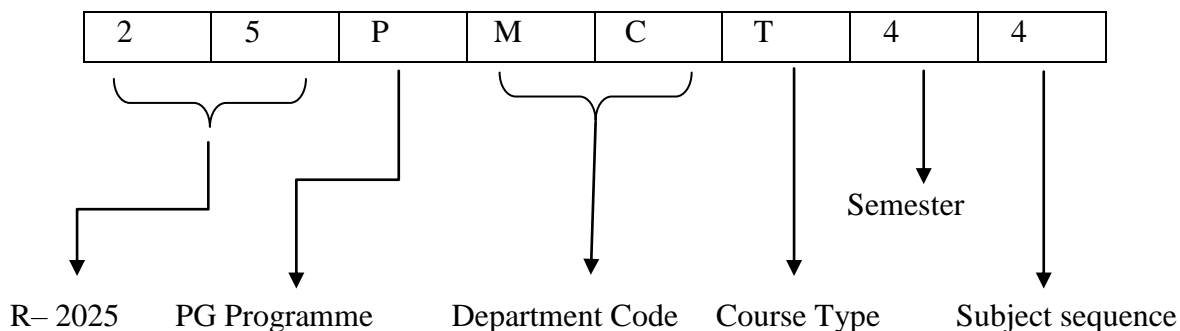 2 5 P M C T 4 4
Semester
R– 2025 PG Programme Department Code Course Type Subject sequence